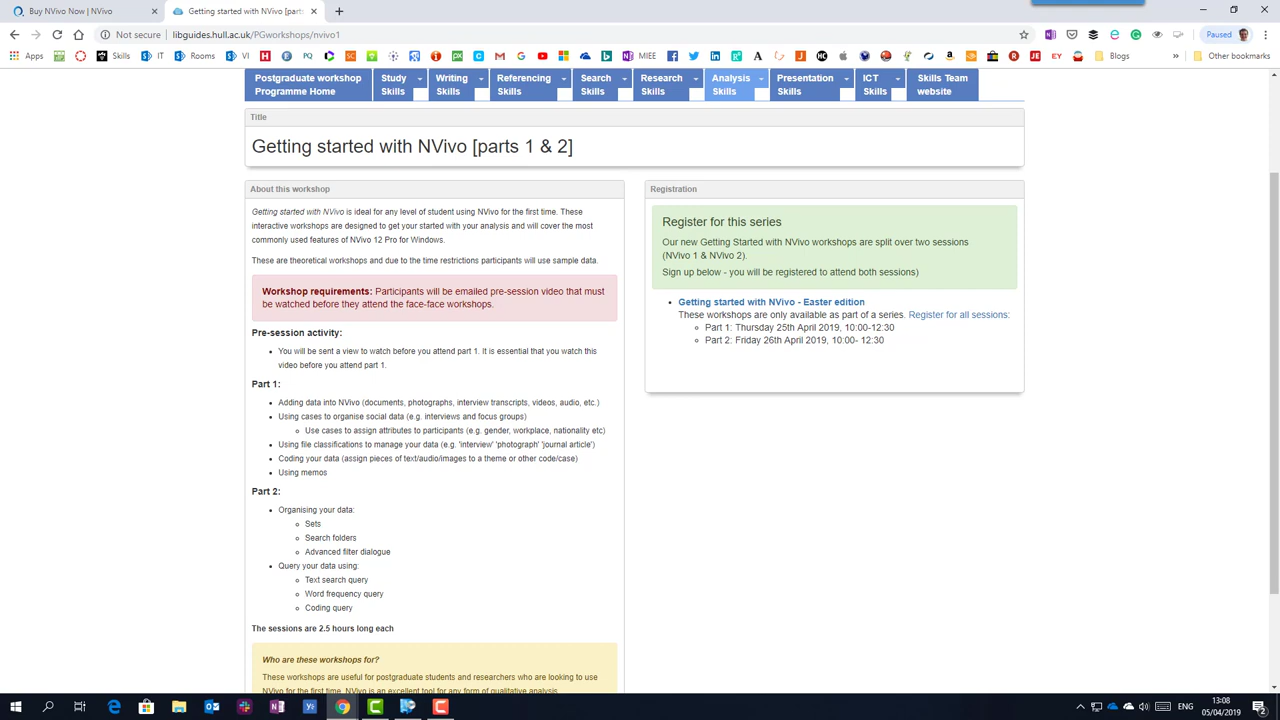 Buy NVivo Now | NVivo
Getting started with NVivo [parts
Not secure | libguides.hull.ac.uk/PGworkshops/nvivo1
Paused
Apps
Skills
IT
Rooms
VI
MIEE
Blogs
Other bookmarks
Postgraduate workshop Programme Home
Study Skills
Writing Skills
Referencing Skills
Search Skills
Research Skills
Analysis Skills
Presentation Skills
ICT Skills
Skills Team website
Title
Getting started with NVivo [parts 1 & 2]
About this workshop
Getting started with NVivo is ideal for any level of student using NVivo for the first time. These
interactive workshops are designed to get your started with your analysis and will cover the most
commonly used features of NVivo 12 Pro for Windows.
These are theoretical workshops and due to the time restrictions participants will use sample data.
Workshop requirements: Participants will be emailed pre-session video that must
be watched before they attend the face-face workshops.
Pre-session activity:
You will be sent a view to watch before you attend part 1. It is essential that you watch this
video before you attend part 1.
Part 1:
Adding data into NVivo (documents, photographs, interview transcripts, videos, audio, etc.)
Using cases to organise social data (e.g. interviews and focus groups)
Use cases to assign attributes to participants (e.g. gender, workplace, nationality etc)
Using file classifications to manage your data (e.g. 'interview' 'photograph' 'journal article')
Coding your data (assign pieces of text/audio/images to a theme or other code/case)
Using memos
Part 2:
Organising your data:
Sets
Search folders
Advanced filter dialogue
Query your data using:
Text search query
Word frequency query
Coding query
The sessions are 2.5 hours long each
Who are these workshops for?
These workshops are useful for postgraduate students and researchers who are looking to use
NVivo for the first time. NVivo is an excellent tool for any form of qualitative analysis
Registration
Register for this series
Our new Getting Started with NVivo workshops are split over two sessions
(NVivo 1 & NVivo 2).
Sign up below - you will be registered to attend both sessions)
Getting started with NVivo - Easter edition
These workshops are only available as part of a series. Register for all sessions:
Part 1: Thursday 25th April 2019, 10:00-12:30
Part 2: Friday 26th April 2019, 10:00- 12:30
ENG
13:08
05/04/2019